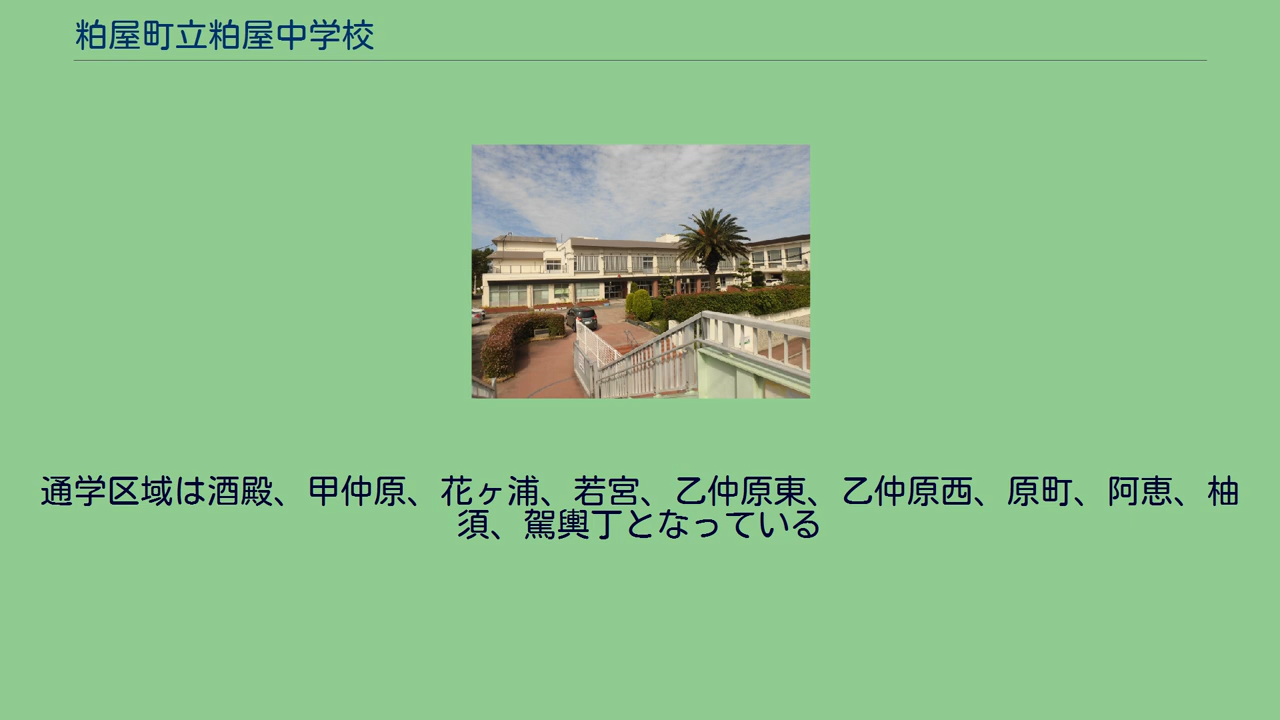 粕屋町立粕屋中学校
通学区域は酒殿、甲仲原、花ヶ浦、若宮、乙仲原東、乙仲原西、原町、阿恵、柚
須、駕輿丁となっている